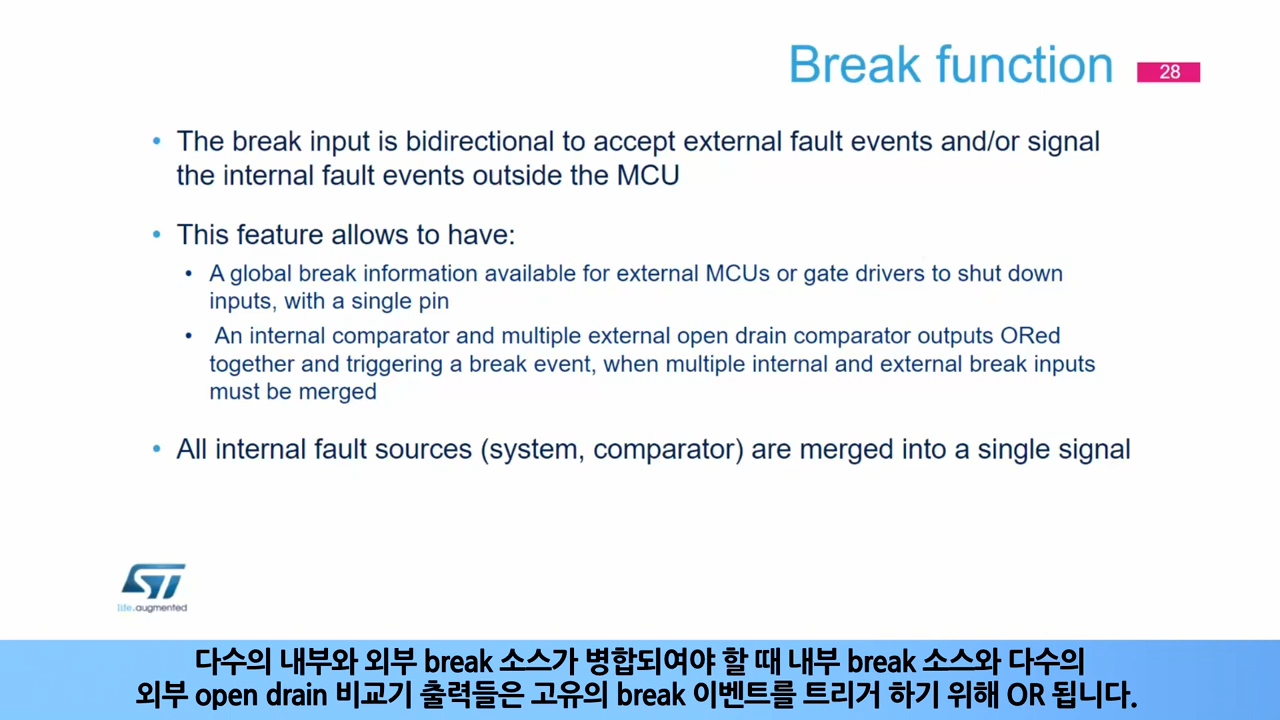 Break function
28
• The break input is bidirectional to accept external fault events and/or signal
the internal fault events outside the MCU
• This feature allows to have:
• A global break information available for external MCUs or gate drivers to shut down
inputs, with a single pin
• An internal comparator and multiple external open drain comparator outputs ORed
together and triggering a break event, when multiple internal and external break inputs
must be merged
• All internal fault sources (system, comparator) are merged into a single signal
ST
life.augmented
다수의 내부와 외부 break 소스가 병합되여야 할 때 내부 break 소스와 다수의
외부 open drain 비교기 출력들은 고유의 break 이벤트를 트리거 하기 위해 OR 됩니다.